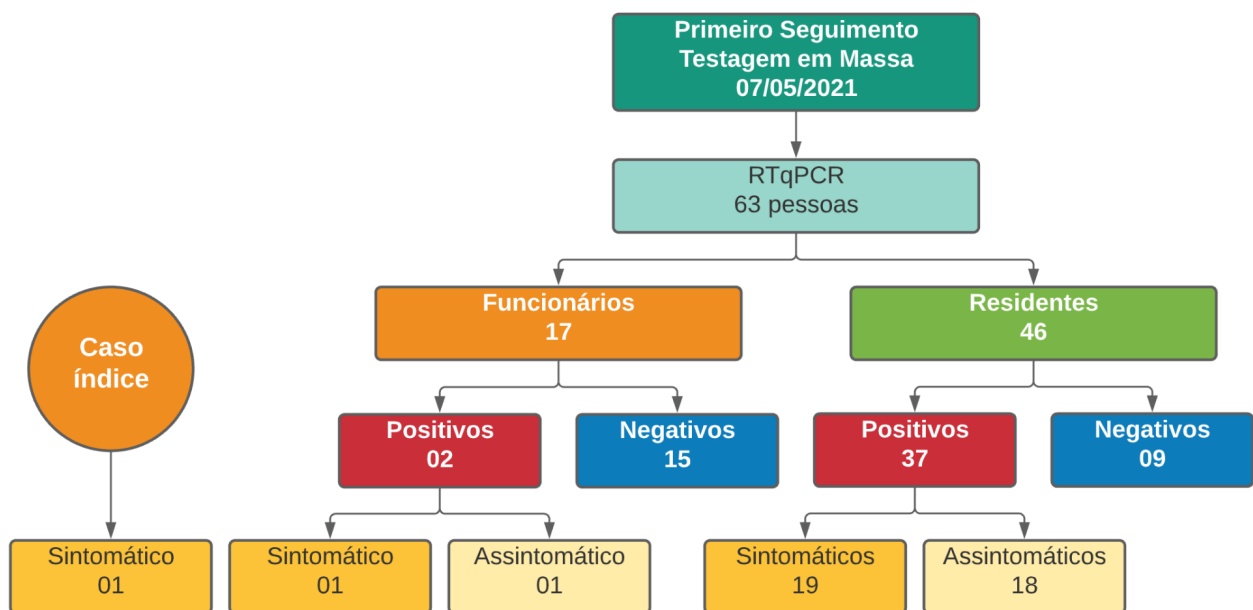 Primeiro Seguimento
Testagem em Massa
07/05/2021
RTqPCR
63 pessoas
Funcionários
17
Residentes
46
Caso
índice
Positivos
02
Negativos
15
Positivos
37
Negativos
09
Sintomático
01
Sintomático
01
Assintomático
01
Sintomáticos
19
Assintomáticos
18